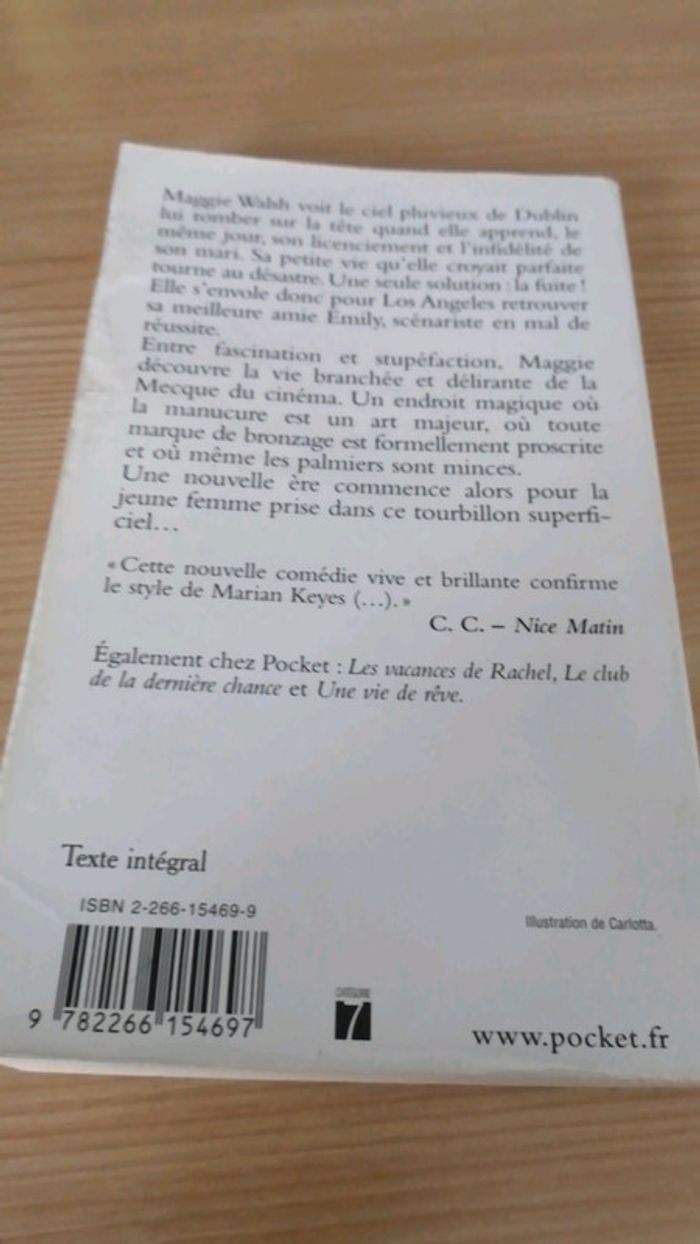 Maggie Walsh voit le ciel pluvieux de Dublin
lui tomber sur la tête quand elle apprend, le
même jour, son licenciement et l'infidélité de
son mari. Sa petite vie qu'elle croyait parfaite
tourne au désastre. Une seule solution : la fuite !
Elle s'envole donc pour Los Angeles retrouver
sa meilleure amie Emily, scénariste en mal de
réussite.
Entre fascination et stupéfaction, Maggie
découvre la vie branchée et délirante de la
Mecque du cinéma. Un endroit magique où
la manucure est un art majeur, où toute
marque de bronzage est formellement proscrite
et où même les palmiers sont minces.
Une nouvelle ère commence alors pour la
jeune femme prise dans ce tourbillon superfi-
ciel…
« Cette nouvelle comédie vive et brillante confirme
le style de Marian Keyes (…). »
C. C. – Nice Matin
Également chez Pocket : Les vacances de Rachel, Le club
de la dernière chance et Une vie de rêve.
Texte intégral
ISBN 2-266-15469-9
Illustration de Carlotta.
9 782266 154697
CATÉGORIE
7
www.pocket.fr